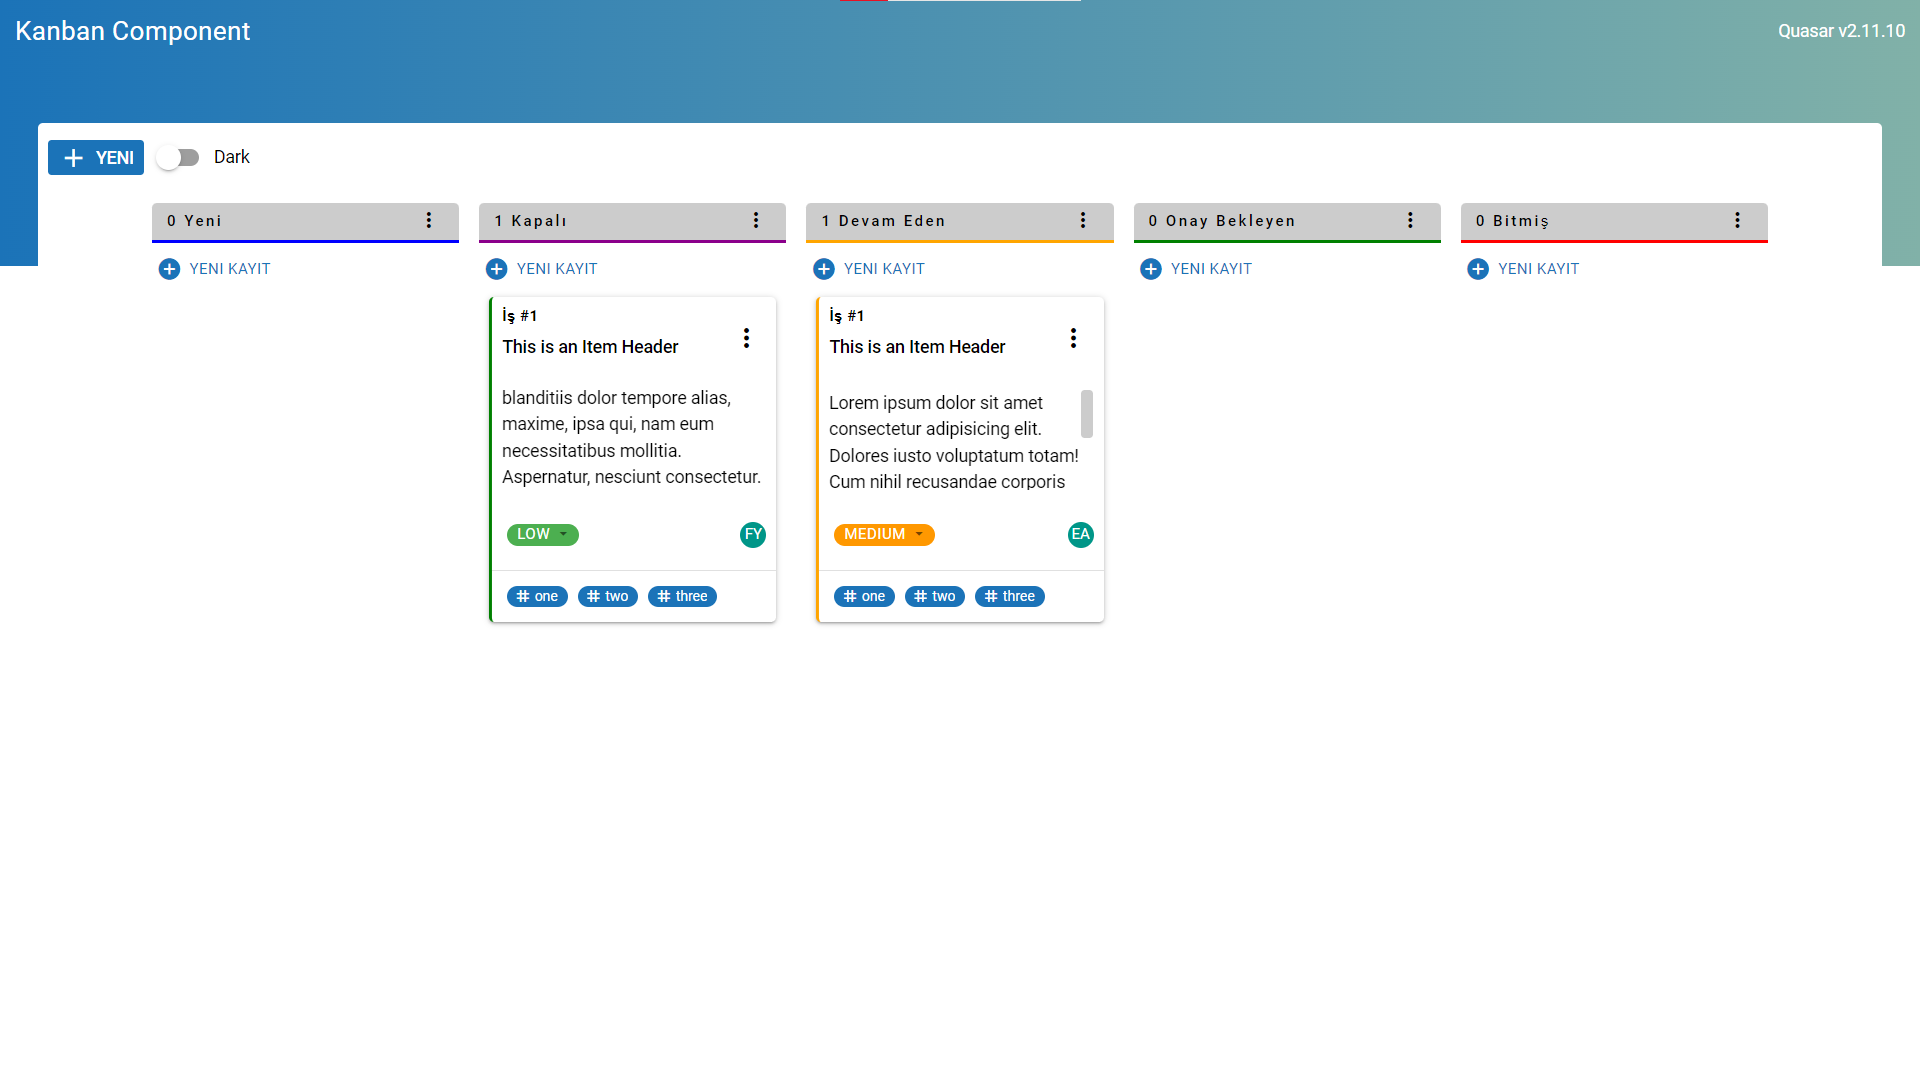 Kanban Component
Quasar v2.11.10
YENI
Dark
0 Yeni
1 Kapalı
1 Devam Eden
0 Onay Bekleyen
0 Bitmiş
YENI KAYIT
YENI KAYIT
YENI KAYIT
YENI KAYIT
YENI KAYIT
İş #1
This is an Item Header
blanditiis dolor tempore alias,
maxime, ipsa qui, nam eum
necessitatibus mollitia.
Aspernatur, nesciunt consectetur.
LOW
FY
# one
# two
# three
İş #1
This is an Item Header
Lorem ipsum dolor sit amet
consectetur adipisicing elit.
Dolores iusto voluptatum totam!
Cum nihil recusandae corporis
MEDIUM
EA
# one
# two
# three